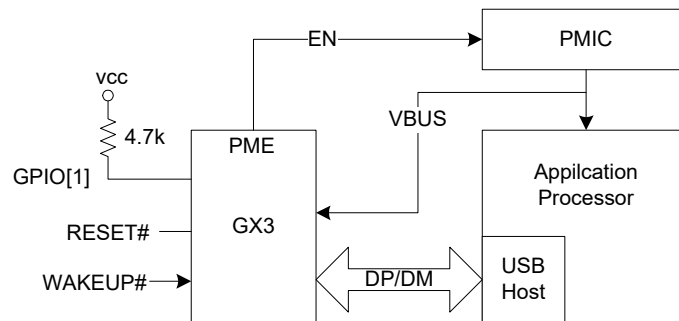 EN
PMIC
vcc
4.7k
VBUS
PME
GPIO[1]
Appilcation
Processor
RESET#
GX3
WAKEUP#
DP/DM
USB
Host